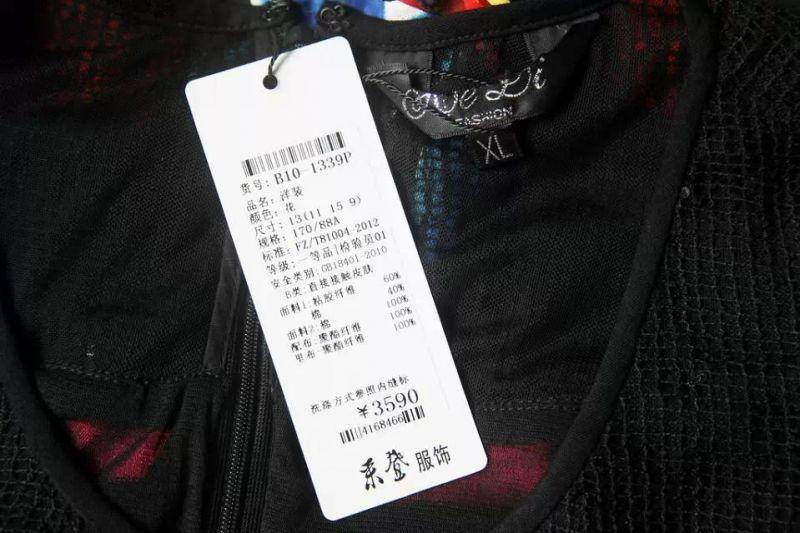 FASHION
XL
货号: B10-1339P
品名: 洋装
颜色: 花
尺寸: 13(11 15 9)
规格: 170/88A
标准: FZ/T81004-2012
等级: 一等品|检验员01
安全类别: GB18401-2010
B类: 直接接触皮肤
面料1: 粘胶纤维 60%
棉 40%
面料2: 棉 100%
配布: 聚酯纤维 100%
里布: 聚酯纤维 100%
洗涤方式参照内缝标
¥3590
4168466
服饰